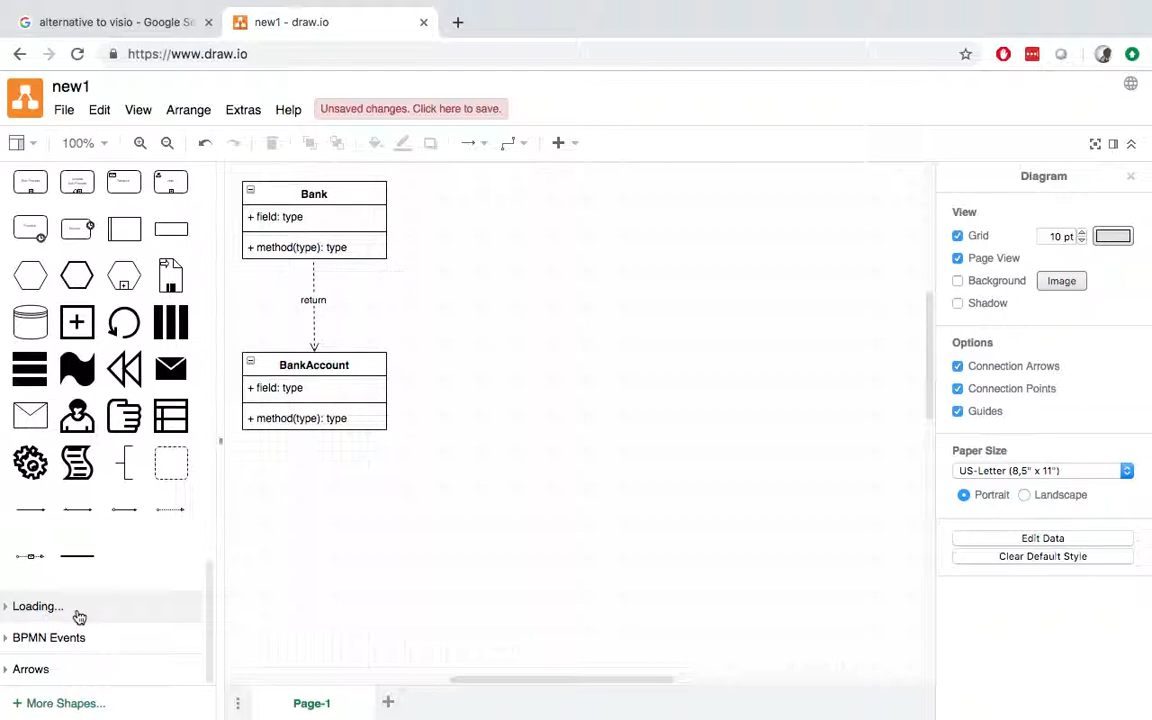 alternative to visio - Google Se
new1 - draw.io
https://www.draw.io
new1
File Edit View Arrange Extras Help
Unsaved changes. Click here to save.
100%
Bank
+ field: type
+ method(type): type
return
BankAccount
+ field: type
+ method(type): type
Loading...
BPMN Events
Arrows
+ More Shapes...
Page-1
Diagram
View
Grid 10 pt
Page View
Background Image
Shadow
Options
Connection Arrows
Connection Points
Guides
Paper Size
US-Letter (8,5" x 11")
Portrait Landscape
Edit Data
Clear Default Style